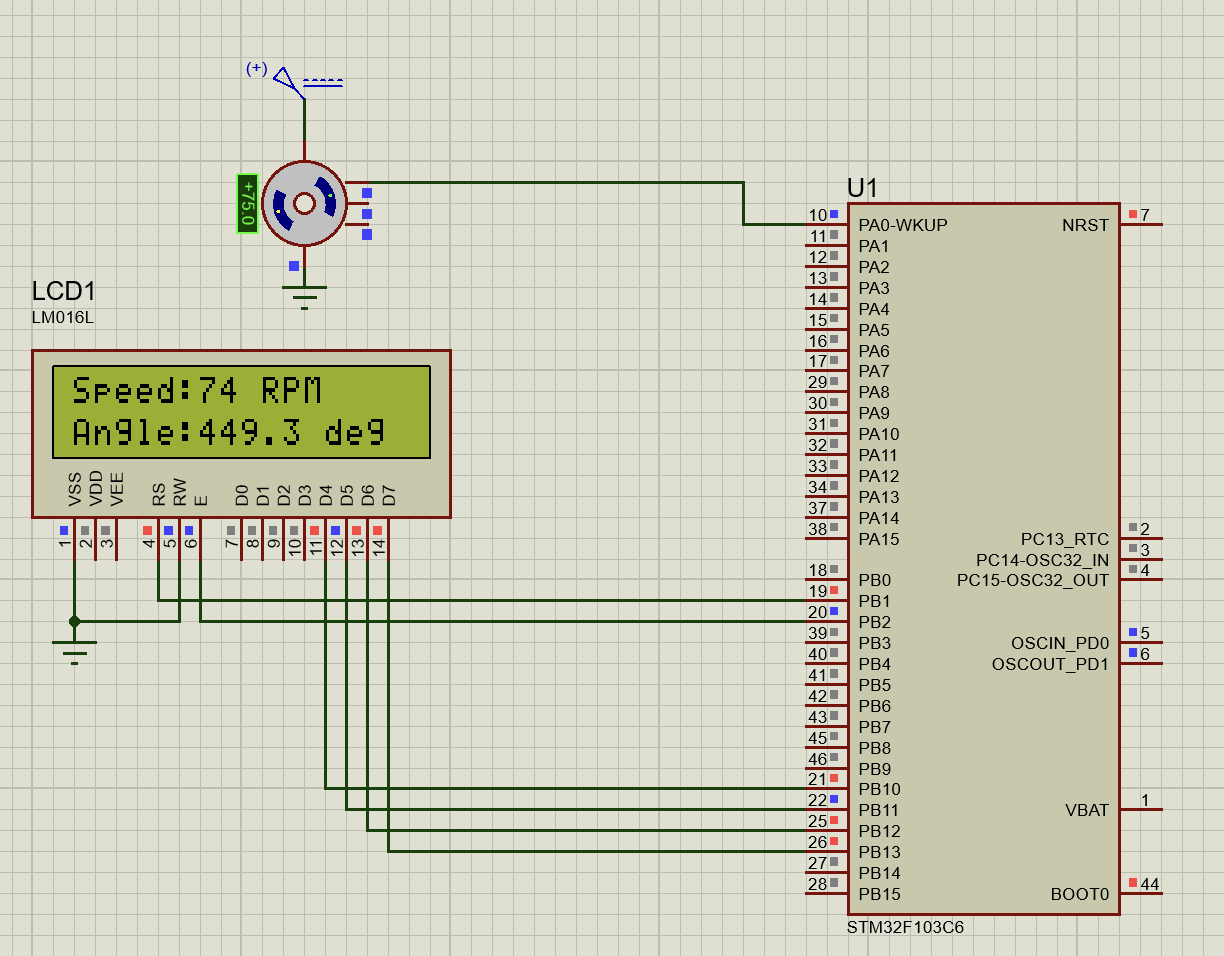 (+)
+75.0
U1
LCD1
LM016L
Speed:74 RPM
Angle:449.3 deg
VSS
VDD
VEE
RS
RW
E
D0
D1
D2
D3
D4
D5
D6
D7
1
2
3
4
5
6
7
8
9
10
11
12
13
14
10 PA0-WKUP
11 PA1
12 PA2
13 PA3
14 PA4
15 PA5
16 PA6
17 PA7
29 PA8
30 PA9
31 PA10
32 PA11
33 PA12
34 PA13
37 PA14
38 PA15
18 PB0
19 PB1
20 PB2
39 PB3
40 PB4
41 PB5
42 PB6
43 PB7
45 PB8
46 PB9
21 PB10
22 PB11
25 PB12
26 PB13
27 PB14
28 PB15
NRST 7
PC13_RTC 2
PC14-OSC32_IN 3
PC15-OSC32_OUT 4
OSCIN_PD0 5
OSCOUT_PD1 6
VBAT 1
BOOT0 44
STM32F103C6